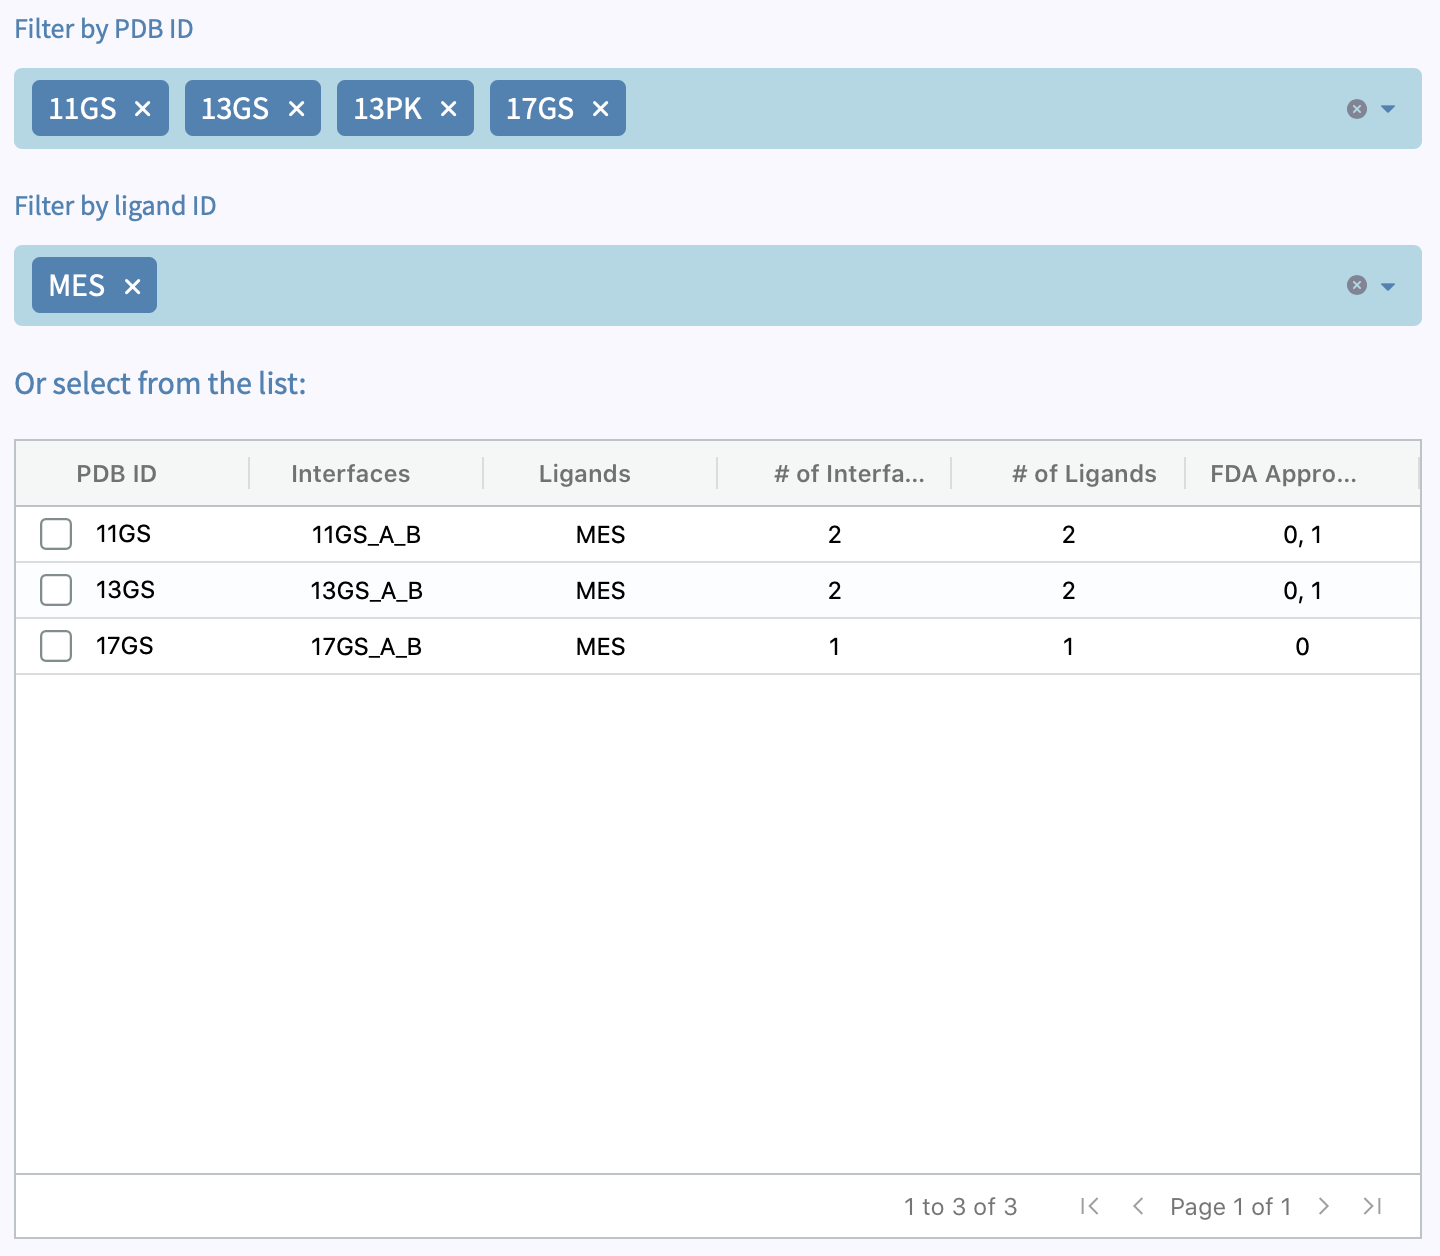 Filter by PDB ID
11GS × 13GS × 13PK × 17GS ×
Filter by ligand ID
MES ×
Or select from the list:
PDB ID Interfaces Ligands # of Interfa... # of Ligands FDA Appro...
11GS 11GS_A_B MES 2 2 0, 1
13GS 13GS_A_B MES 2 2 0, 1
17GS 17GS_A_B MES 1 1 0
1 to 3 of 3 Page 1 of 1